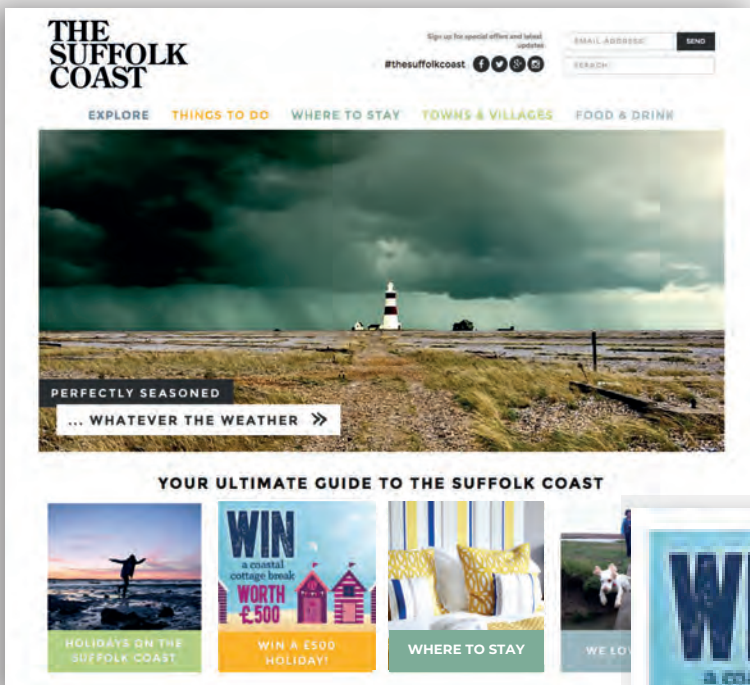 THE
SUFFOLK
COAST
Sign up for special offers and latest
updates
EMAIL ADDRESS
SEND
#thesuffolkcoast
SEARCH
EXPLORE THINGS TO DO WHERE TO STAY TOWNS & VILLAGES FOOD & DRINK
PERFECTLY SEASONED
... WHATEVER THE WEATHER »
YOUR ULTIMATE GUIDE TO THE SUFFOLK COAST
HOLIDAYS ON THE
SUFFOLK COAST
WIN
a coastal
cottage break
WORTH
£500
WIN A £500
HOLIDAY!
WHERE TO STAY
WE